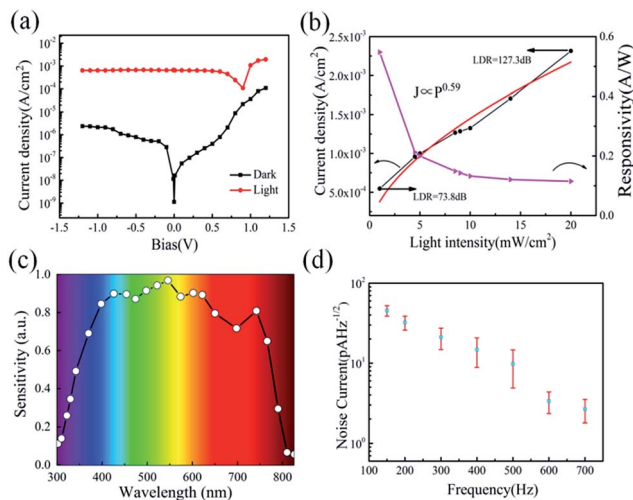 (a)
Current density(A/cm²)
10⁻²
10⁻³
10⁻⁴
10⁻⁵
10⁻⁶
10⁻⁷
10⁻⁸
10⁻⁹
Dark
Light
-1.5 -1.0 -0.5 0.0 0.5 1.0 1.5
Bias(V)
(b)
Current density(A/cm²)
2.5x10⁻³
2.0x10⁻³
1.5x10⁻³
1.0x10⁻³
5.0x10⁻⁴
LDR=127.3dB
J∝P^0.59
LDR=73.8dB
0.6
0.5
0.4
0.3
0.2
0.1
0.0
Responsivity(A/W)
0 5 10 15 20
Light intensity(mW/cm²)
(c)
Sensitivity (a.u.)
1.0
0.8
0.6
0.4
0.2
0.0
300 400 500 600 700 800
Wavelength (nm)
(d)
Noise Current(pAHz⁻¹/²)
10²
10¹
10⁰
100 200 300 400 500 600 700
Frequency(Hz)